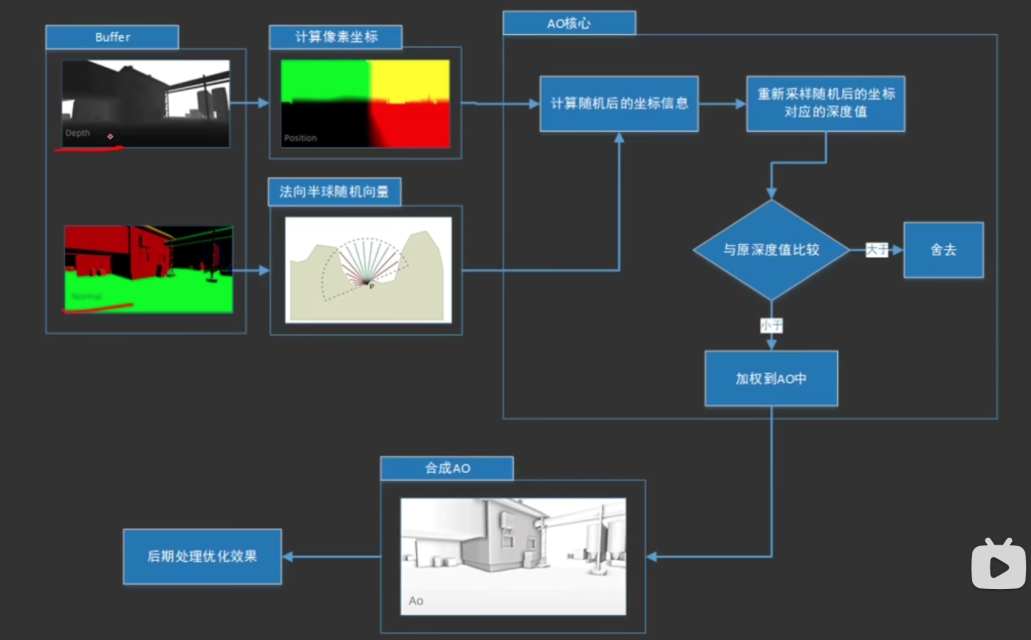 Buffer
计算像素坐标
AO核心
Depth
Position
计算随机后的坐标信息
重新采样随机后的坐标
对应的深度值
法向半球随机向量
Normal
P
与原深度值比较
大于
舍去
小于
加权到AO中
合成AO
Ao
后期处理优化效果